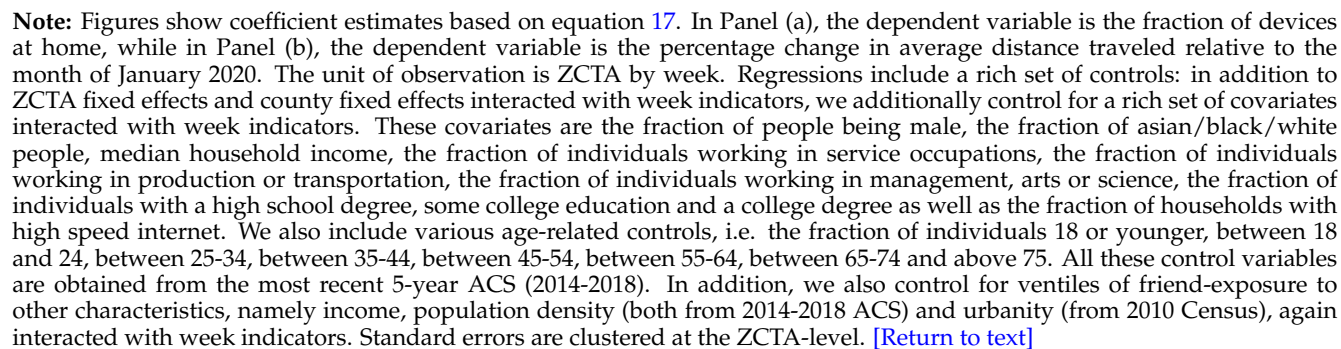 Note: Figures show coefficient estimates based on equation 17. In Panel (a), the dependent variable is the fraction of devices
at home, while in Panel (b), the dependent variable is the percentage change in average distance traveled relative to the
month of January 2020. The unit of observation is ZCTA by week. Regressions include a rich set of controls: in addition to
ZCTA fixed effects and county fixed effects interacted with week indicators, we additionally control for a rich set of covariates
interacted with week indicators. These covariates are the fraction of people being male, the fraction of asian/black/white
people, median household income, the fraction of individuals working in service occupations, the fraction of individuals
working in production or transportation, the fraction of individuals working in management, arts or science, the fraction of
individuals with a high school degree, some college education and a college degree as well as the fraction of households with
high speed internet. We also include various age-related controls, i.e. the fraction of individuals 18 or younger, between 18
and 24, between 25-34, between 35-44, between 45-54, between 55-64, between 65-74 and above 75. All these control variables
are obtained from the most recent 5-year ACS (2014-2018). In addition, we also control for ventiles of friend-exposure to
other characteristics, namely income, population density (both from 2014-2018 ACS) and urbanity (from 2010 Census), again
interacted with week indicators. Standard errors are clustered at the ZCTA-level. [Return to text]